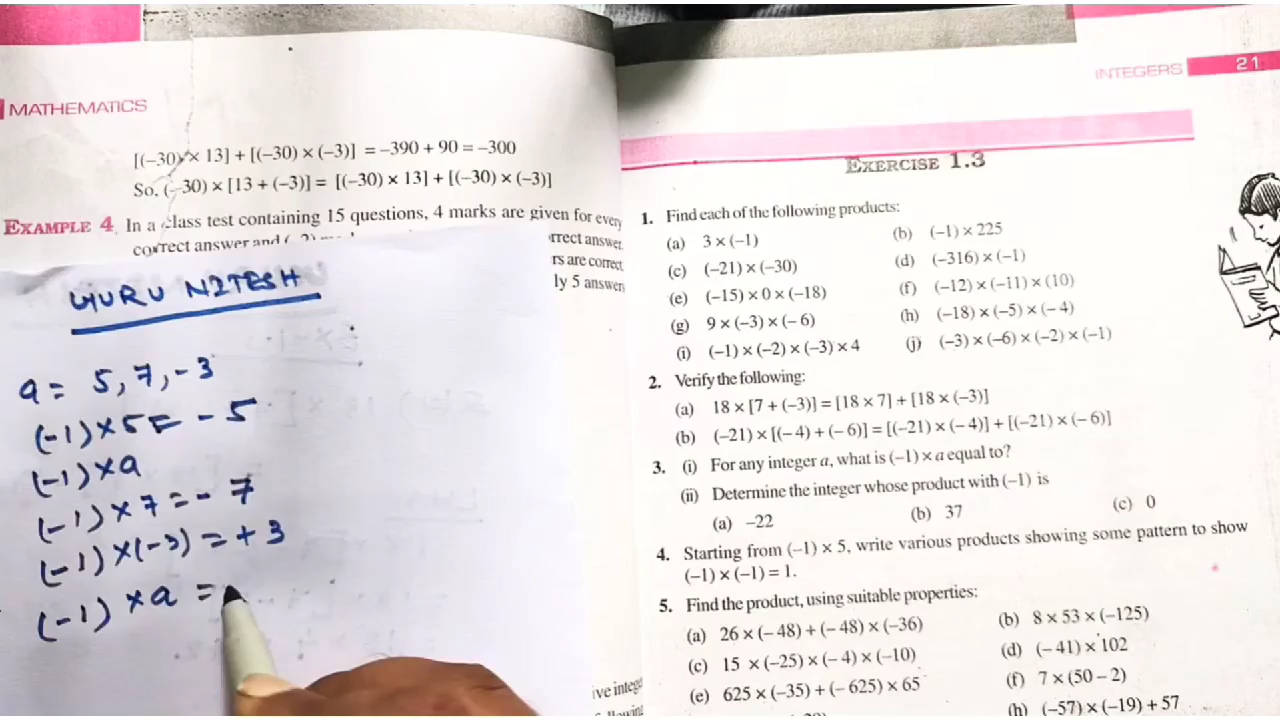 MATHEMATICS
[(–30) × 13] + [(–30) × (–3)] = –390 + 90 = –300
So, (–30) × [13 + (–3)] = [(–30) × 13] + [(–30) × (–3)]
EXAMPLE 4 In a class test containing 15 questions, 4 marks are given for every
correct answer and
rs are correct
ly 5 answers
GURU NITESH
a = 5, 7, -3
(-1) × 5 = - 5
(-1) × a
(-1) × 7 = - 7
(-1) × (-3) = + 3
(-1) × a =
INTEGERS 21
EXERCISE 1.3
1. Find each of the following products:
(a) 3 × (–1) (b) (–1) × 225
(c) (–21) × (–30) (d) (–316) × (–1)
(e) (–15) × 0 × (–18) (f) (–12) × (–11) × (10)
(g) 9 × (–3) × (– 6) (h) (–18) × (–5) × (– 4)
(i) (–1) × (–2) × (–3) × 4 (j) (–3) × (–6) × (–2) × (–1)
2. Verify the following:
(a) 18 × [7 + (–3)] = [18 × 7] + [18 × (–3)]
(b) (–21) × [(– 4) + (– 6)] = [(–21) × (– 4)] + [(–21) × (– 6)]
3. (i) For any integer a, what is (–1) × a equal to?
(ii) Determine the integer whose product with (–1) is
(a) –22 (b) 37 (c) 0
4. Starting from (–1) × 5, write various products showing some pattern to show
(–1) × (–1) = 1.
5. Find the product, using suitable properties:
(a) 26 × (– 48) + (– 48) × (–36) (b) 8 × 53 × (–125)
(c) 15 × (–25) × (– 4) × (–10) (d) (– 41) × 102
(e) 625 × (–35) + (– 625) × 65 (f) 7 × (50 – 2)
(h) (–57) × (–19) + 57